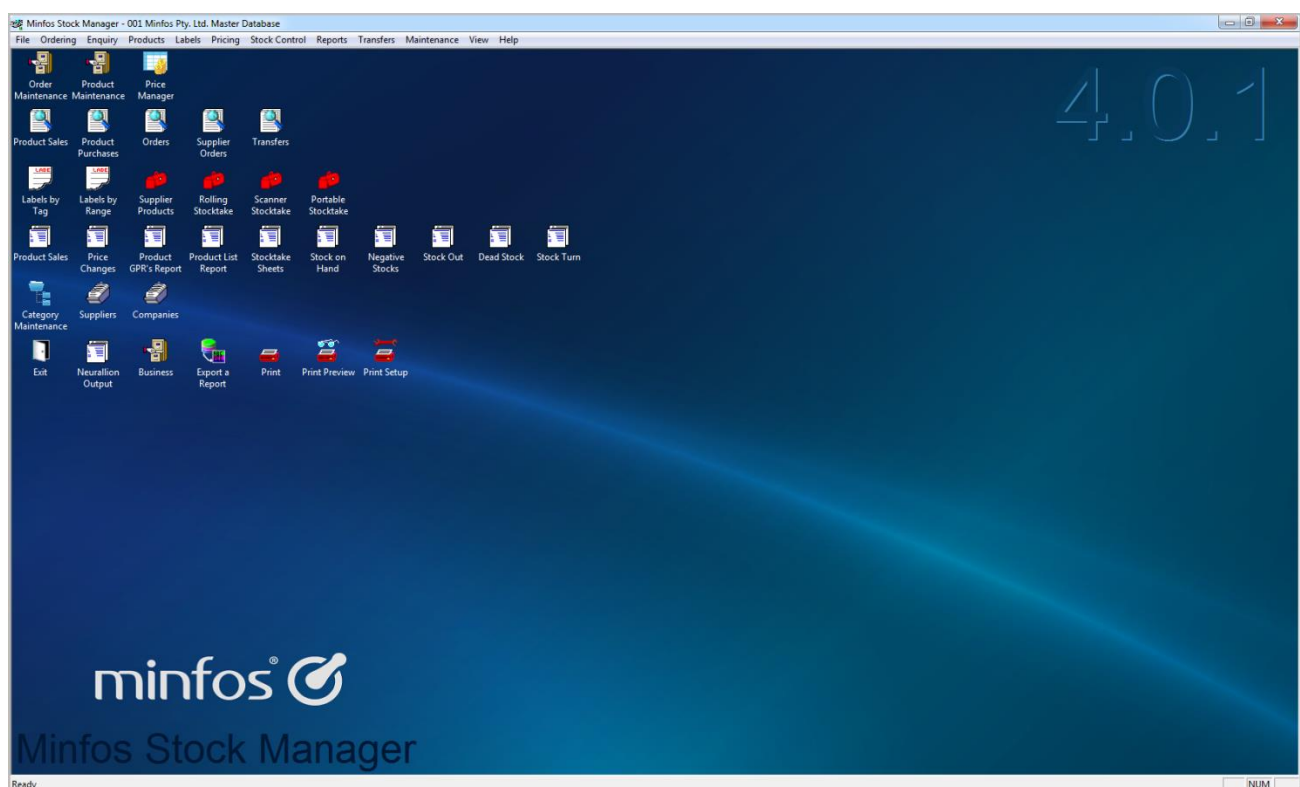 Minfos Stock Manager - 001 Minfos Pty. Ltd. Master Database
File Ordering Enquiry Products Labels Pricing Stock Control Reports Transfers Maintenance View Help
4.0.1
Order Product Price
Maintenance Maintenance Manager
Product Sales Product Orders Supplier Transfers
Purchases Orders
LABEL LABEL
Labels by Labels by Supplier Rolling Scanner Portable
Tag Range Products Stocktake Stocktake Stocktake
Product Sales Price Product Product List Stocktake Stock on Negative Stock Out Dead Stock Stock Turn
Changes GPR's Report Report Sheets Hand Stocks
Category Suppliers Companies
Maintenance
Exit Neurallion Business Export a Print Print Preview Print Setup
Output Report
minfos®
Minfos Stock Manager
Ready NUM